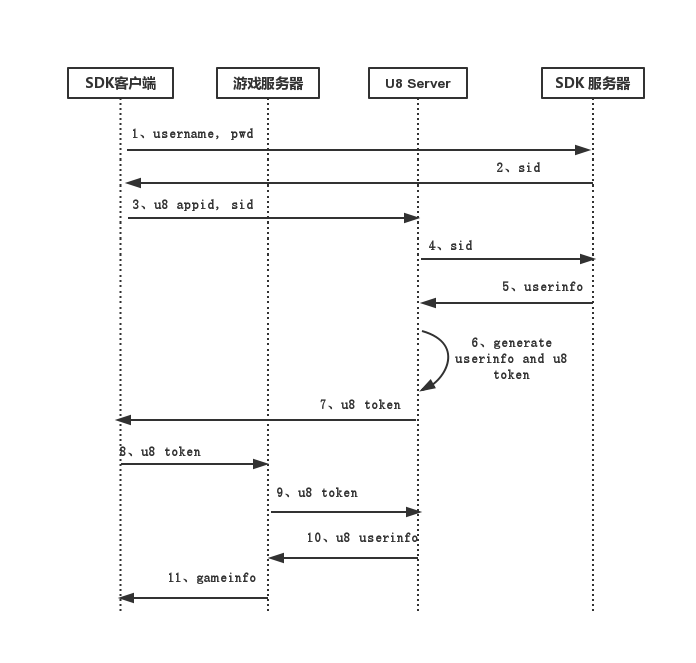 SDK客户端
游戏服务器
U8 Server
SDK 服务器
1、username, pwd
2、sid
3、u8 appid, sid
4、sid
5、userinfo
6、generate
userinfo and u8
token
7、u8 token
8、u8 token
9、u8 token
10、u8 userinfo
11、gameinfo